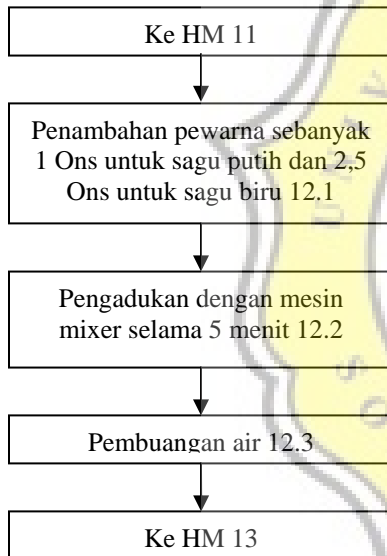 Ke HM 11
Penambahan pewarna sebanyak
1 Ons untuk sagu putih dan 2,5
Ons untuk sagu biru 12.1
Pengadukan dengan mesin
mixer selama 5 menit 12.2
Pembuangan air 12.3
Ke HM 13
U N I V
S O